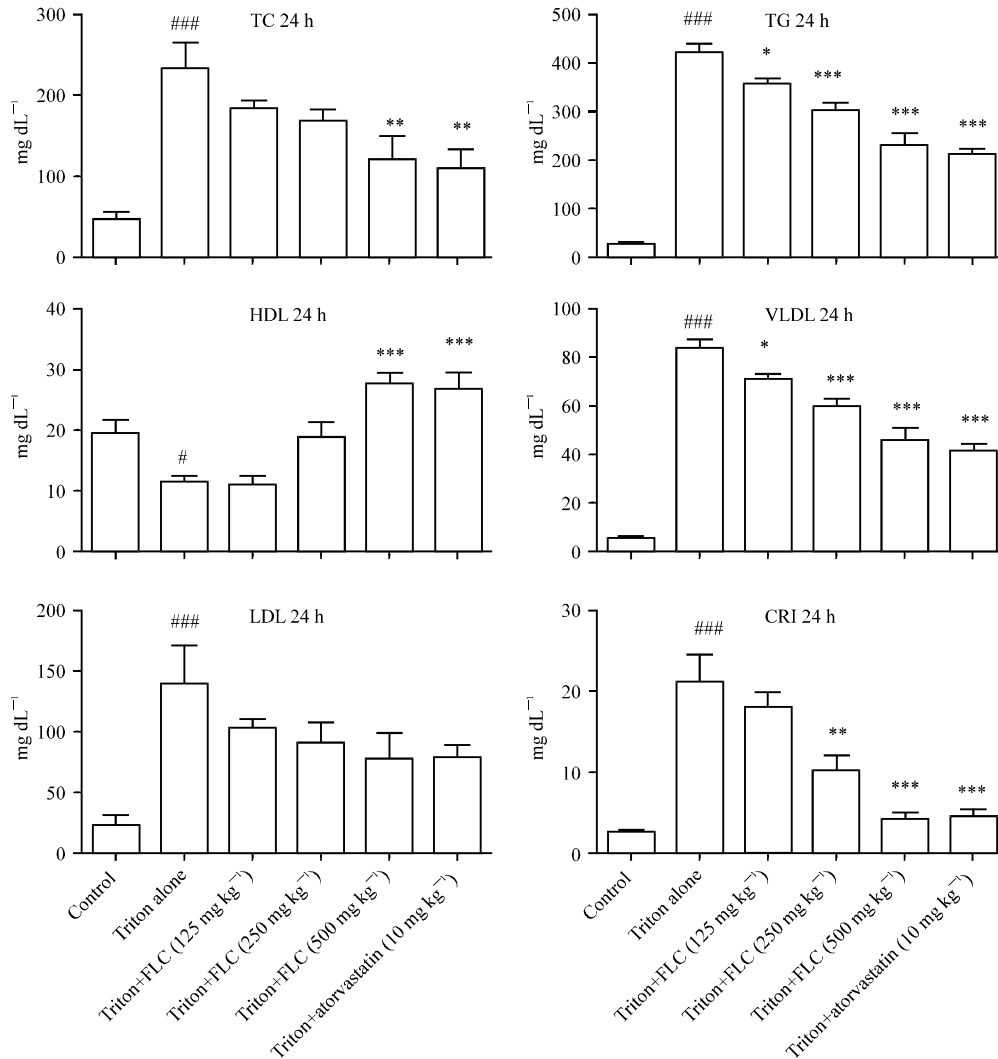 TC 24 h
mg dL⁻¹
300
200
100
0
###
**
**
TG 24 h
mg dL⁻¹
500
400
300
200
100
0
###
*
***
***
***
HDL 24 h
mg dL⁻¹
40
30
20
10
0
#
***
***
VLDL 24 h
mg dL⁻¹
100
80
60
40
20
0
###
*
***
***
***
LDL 24 h
mg dL⁻¹
200
150
100
50
0
###
Control
Triton alone
Triton+FLC (125 mg kg⁻¹)
Triton+FLC (250 mg kg⁻¹)
Triton+FLC (500 mg kg⁻¹)
Triton+atorvastatin (10 mg kg⁻¹)
CRI 24 h
mg dL⁻¹
30
20
10
0
###
**
***
***
Control
Triton alone
Triton+FLC (125 mg kg⁻¹)
Triton+FLC (250 mg kg⁻¹)
Triton+FLC (500 mg kg⁻¹)
Triton+atorvastatin (10 mg kg⁻¹)